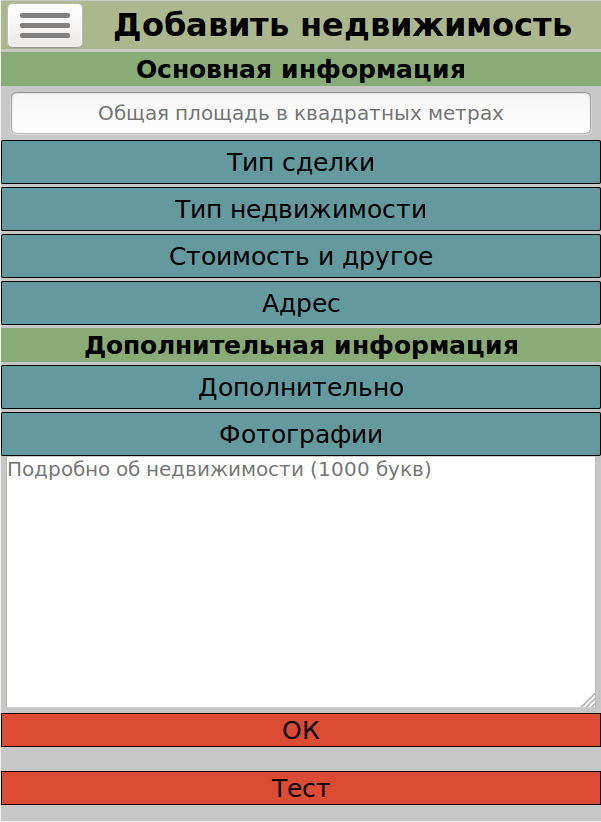 Добавить недвижимость
Основная информация
Общая площадь в квадратных метрах
Тип сделки
Тип недвижимости
Стоимость и другое
Адрес
Дополнительная информация
Дополнительно
Фотографии
Подробно об недвижимости (1000 букв)
ОК
Тест